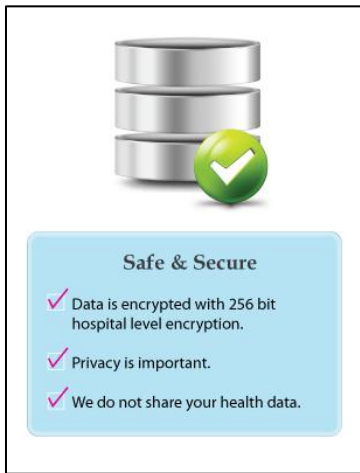 Safe & Secure
Data is encrypted with 256 bit
hospital level encryption.
Privacy is important.
We do not share your health data.